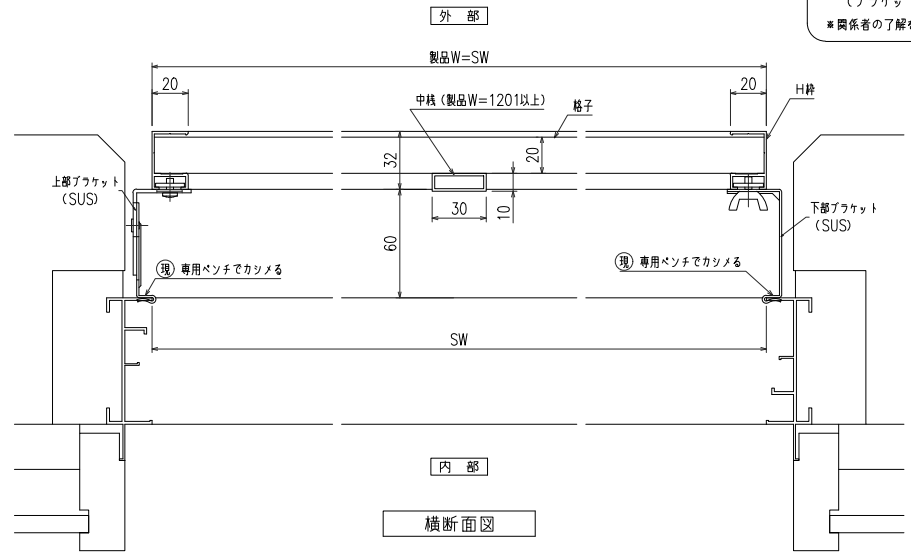 (ブラケッ
※関係者の了解を
外 部
製品W=SW
20
20
中桟(製品W=1201以上)
格子
H枠
32
20
上部ブラケット
(SUS)
30
10
下部ブラケット
(SUS)
60
現 専用ペンチでカシメる
現 専用ペンチでカシメる
SW
内 部
横断面図